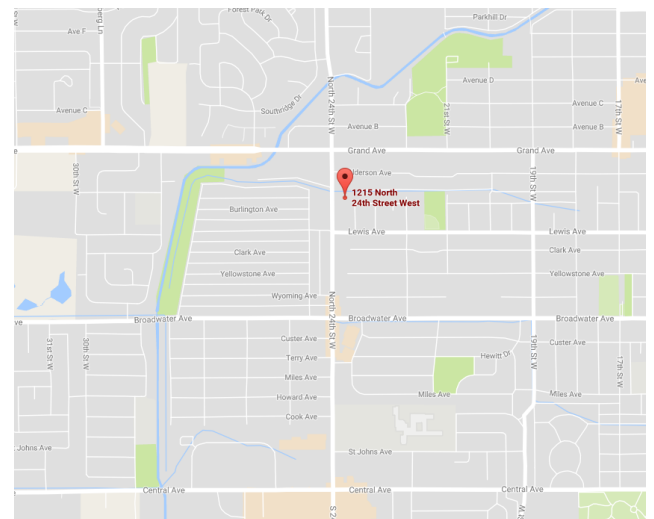 Forest Park Dr
Parkhill Dr
Ave F
North 24th St W
Avenue D
Avenue C
Southridge Dr
21st St W
Avenue C
17th St W
Avenue B
Avenue B
Grand Ave
Grand Ave
30th St W
lderson Ave
19th St W
1215 North
24th Street West
Burlington Ave
Lewis Ave
Lewis Ave
Clark Ave
Clark Ave
Yellowstone Ave
Yellowstone Ave
Wyoming Ave
North 24th St W
Broadwater Ave
Broadwater Ave
Broadwater Ave
31st St W
30th St W
Custer Ave
19th St W
Custer Ave
Terry Ave
Hewitt Dr
17th St W
Miles Ave
Miles Ave
Miles Ave
Howard Ave
Cook Ave
Johns Ave
St Johns Ave
Central Ave
Central Ave
Central Ave